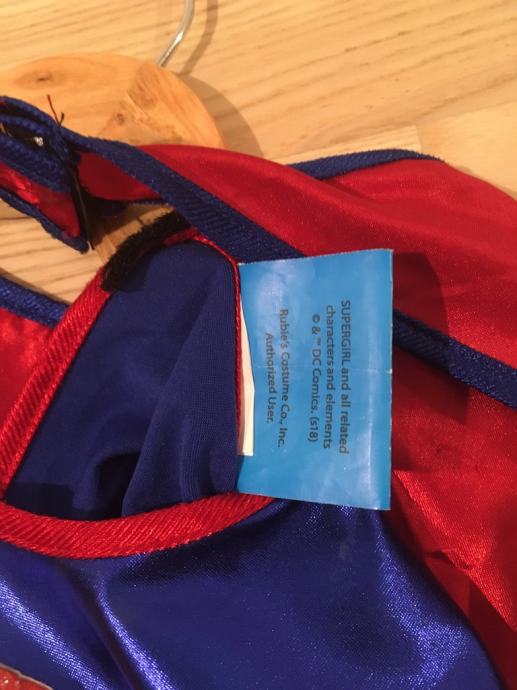 SUPERGIRL and all related
characters and elements
© & ™ DC Comics. (s18)
Rubie's Costume Co., Inc.
Authorized User.